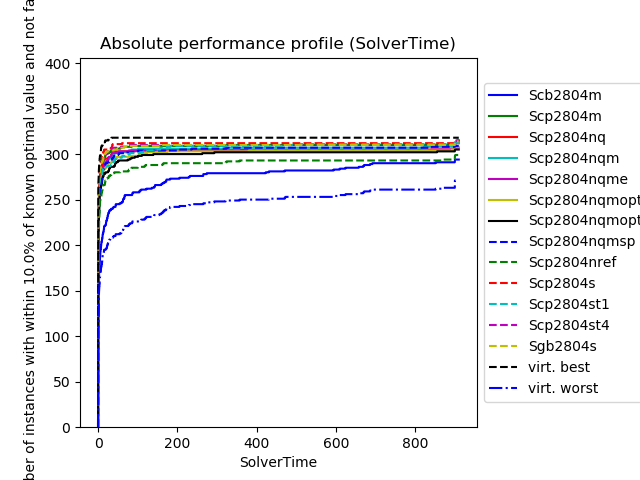 Absolute performance profile (SolverTime)
ber of instances with within 10.0% of known optimal value and not fa
400
350
300
250
200
150
100
50
0
0 200 400 600 800
SolverTime
Scb2804m
Scp2804m
Scp2804nq
Scp2804nqm
Scp2804nqme
Scp2804nqmopt
Scp2804nqmopt
Scp2804nqmsp
Scp2804nref
Scp2804s
Scp2804st1
Scp2804st4
Sgb2804s
virt. best
virt. worst